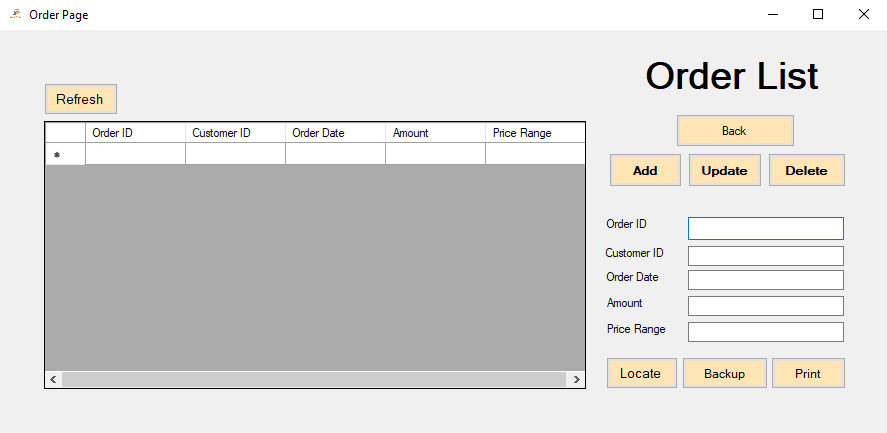 Order Page
Order List
Refresh
Back
Order ID Customer ID Order Date Amount Price Range
Add Update Delete
Order ID
Customer ID
Order Date
Amount
Price Range
Locate Backup Print